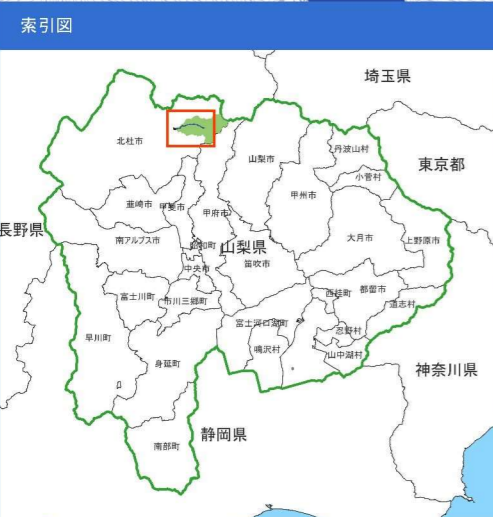 索引図
埼玉県
北杜市
丹波山村
山梨市
東京都
小菅村
甲州市
韮崎市
甲斐市
甲府市
長野県
南アルプス市
昭和町
山梨県
大月市
上野原市
中央市
笛吹市
富士川町
市川三郷町
西桂町
都留市
道志村
富士河口湖町
忍野村
早川町
鳴沢村
山中湖村
身延町
神奈川県
静岡県
南部町